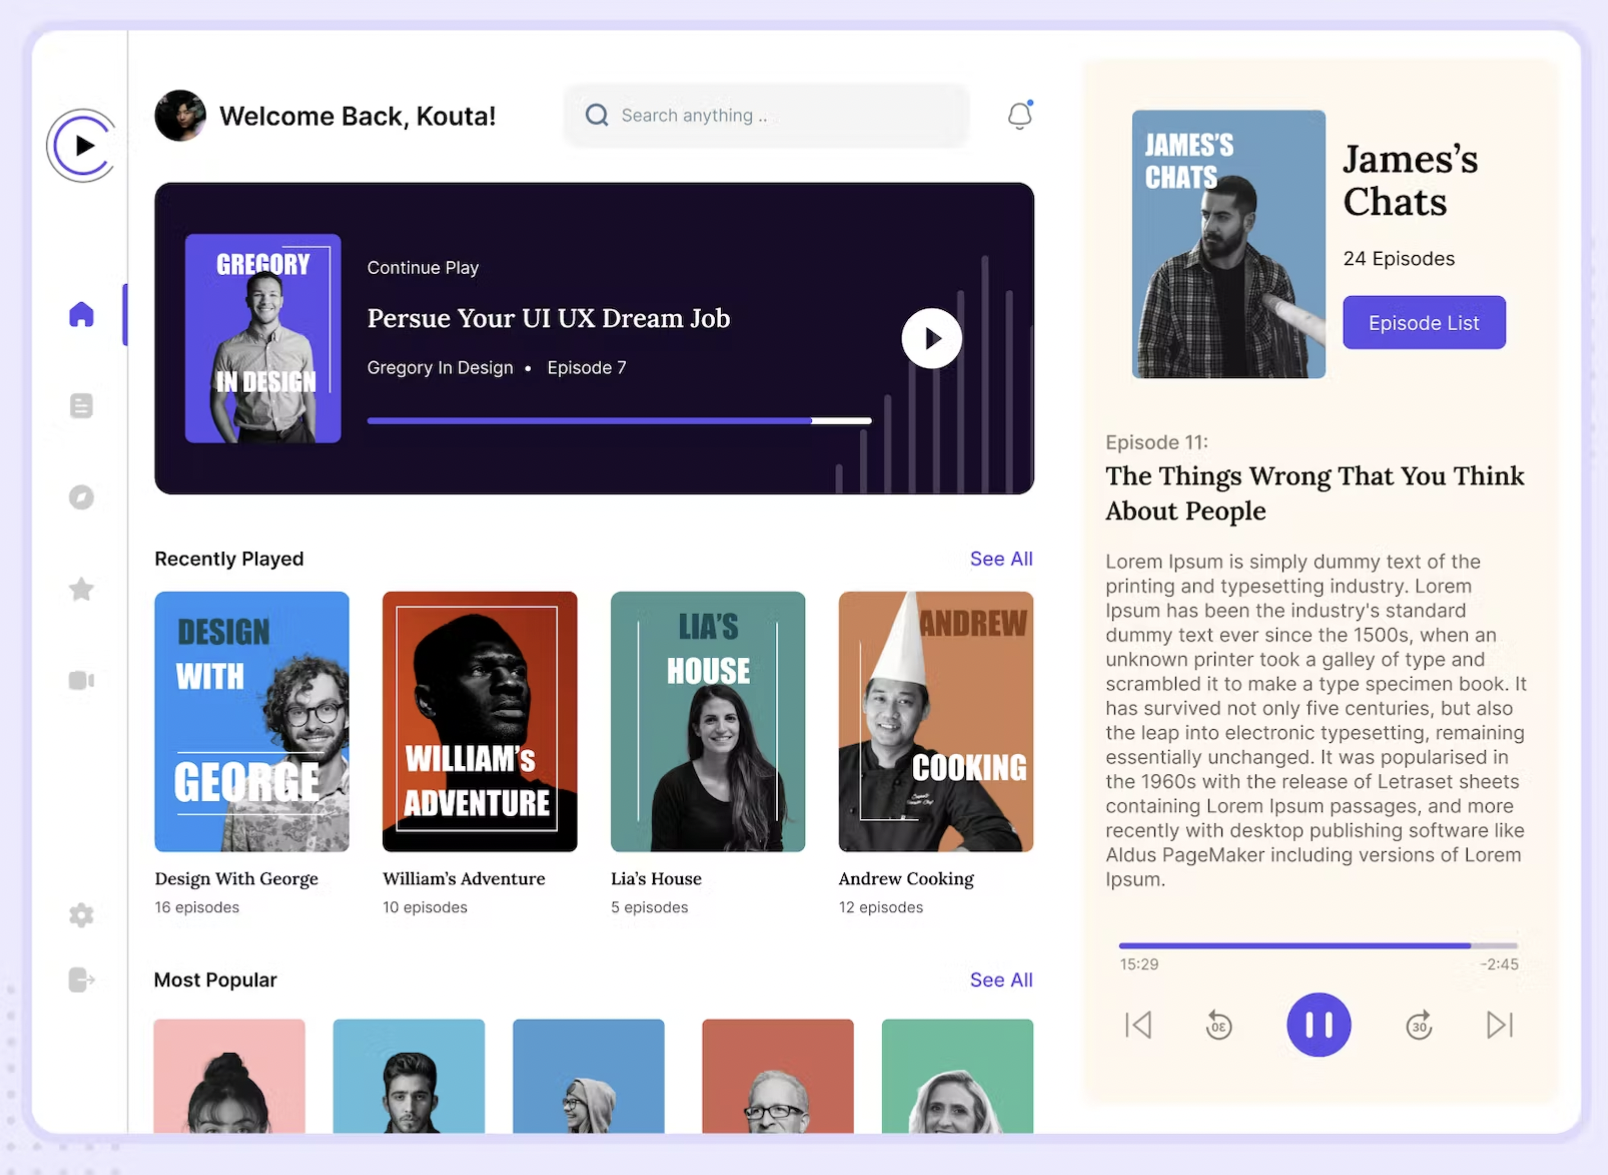 Welcome Back, Kouta!
Search anything ..
GREGORY
IN DESIGN
Continue Play
Persue Your UI UX Dream Job
Gregory In Design • Episode 7
Recently Played
See All
DESIGN
WITH
GEORGE
WILLIAM's
ADVENTURE
LIA'S
HOUSE
ANDREW
COOKING
Design With George
16 episodes
William's Adventure
10 episodes
Lia's House
5 episodes
Andrew Cooking
12 episodes
Most Popular
See All
JAMES'S
CHATS
James's
Chats
24 Episodes
Episode List
Episode 11:
The Things Wrong That You Think
About People
Lorem Ipsum is simply dummy text of the
printing and typesetting industry. Lorem
Ipsum has been the industry's standard
dummy text ever since the 1500s, when an
unknown printer took a galley of type and
scrambled it to make a type specimen book. It
has survived not only five centuries, but also
the leap into electronic typesetting, remaining
essentially unchanged. It was popularised in
the 1960s with the release of Letraset sheets
containing Lorem Ipsum passages, and more
recently with desktop publishing software like
Aldus PageMaker including versions of Lorem
Ipsum.
15:29
-2:45
30
30